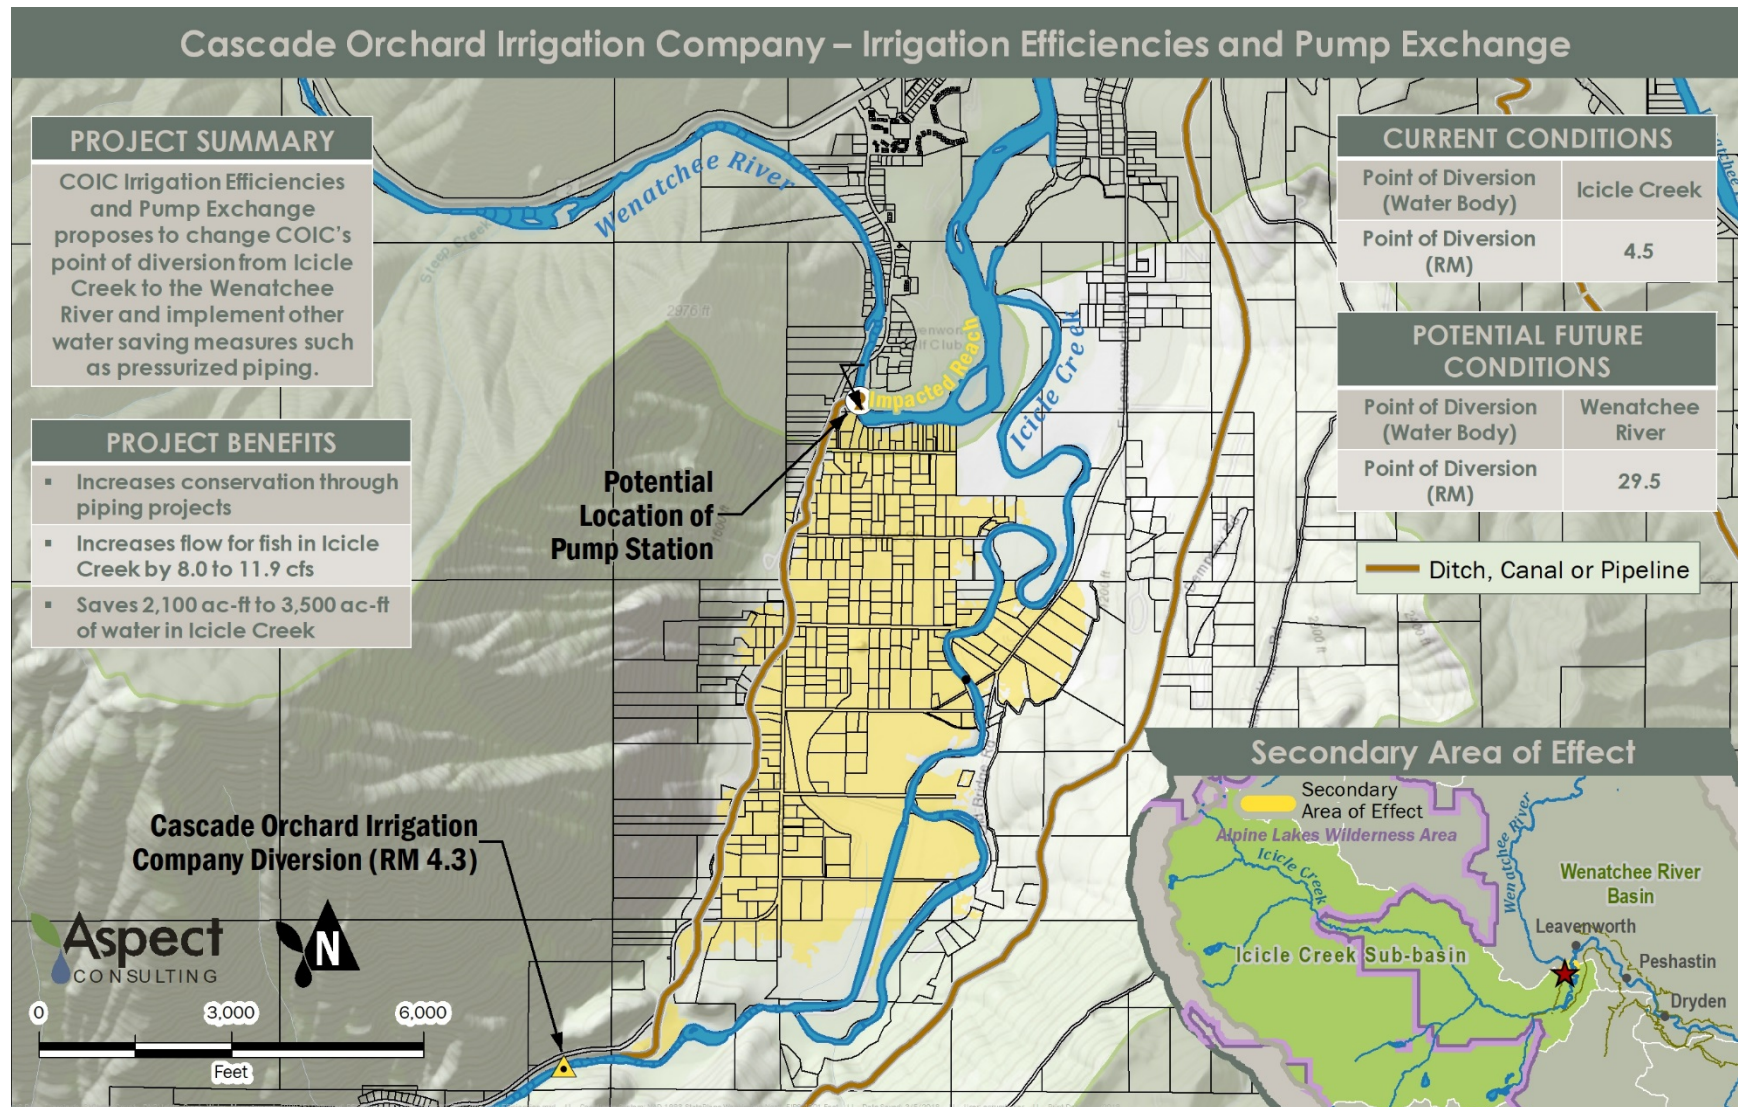 Cascade Orchard Irrigation Company – Irrigation Efficiencies and Pump Exchange
PROJECT SUMMARY
COIC Irrigation Efficiencies
and Pump Exchange
proposes to change COIC's
point of diversion from Icicle
Creek to the Wenatchee
River and implement other
water saving measures such
as pressurized piping.
PROJECT BENEFITS
▪ Increases conservation through
piping projects
▪ Increases flow for fish in Icicle
Creek by 8.0 to 11.9 cfs
▪ Saves 2,100 ac-ft to 3,500 ac-ft
of water in Icicle Creek
Wenatchee River
Steep Creek
2976 ft
Impacted Reach
Icicle Creek
Potential
Location of
Pump Station
1600 ft
1200 ft
Cascade Orchard Irrigation
Company Diversion (RM 4.3)
Aspect
CONSULTING
N
0 3,000 6,000
Feet
CURRENT CONDITIONS
Point of Diversion
(Water Body)
Icicle Creek
Point of Diversion
(RM)
4.5
POTENTIAL FUTURE
CONDITIONS
Point of Diversion
(Water Body)
Wenatchee
River
Point of Diversion
(RM)
29.5
Ditch, Canal or Pipeline
Secondary Area of Effect
Secondary
Area of Effect
Alpine Lakes Wilderness Area
Icicle Creek
Wenatchee River
Wenatchee River
Basin
Leavenworth
Icicle Creek Sub-basin
Peshastin
Dryden